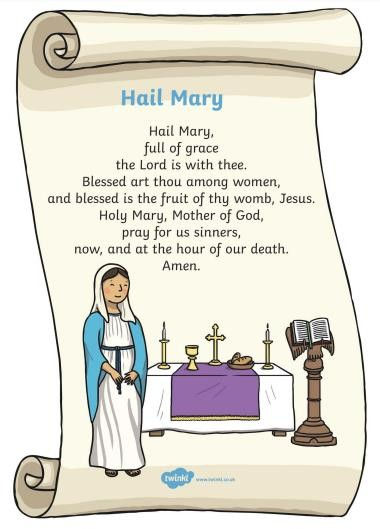 Hail Mary
Hail Mary,
full of grace
the Lord is with thee.
Blessed art thou among women,
and blessed is the fruit of thy womb, Jesus.
Holy Mary, Mother of God,
pray for us sinners,
now, and at the hour of our death.
Amen.
twinkl www.twinkl.co.uk